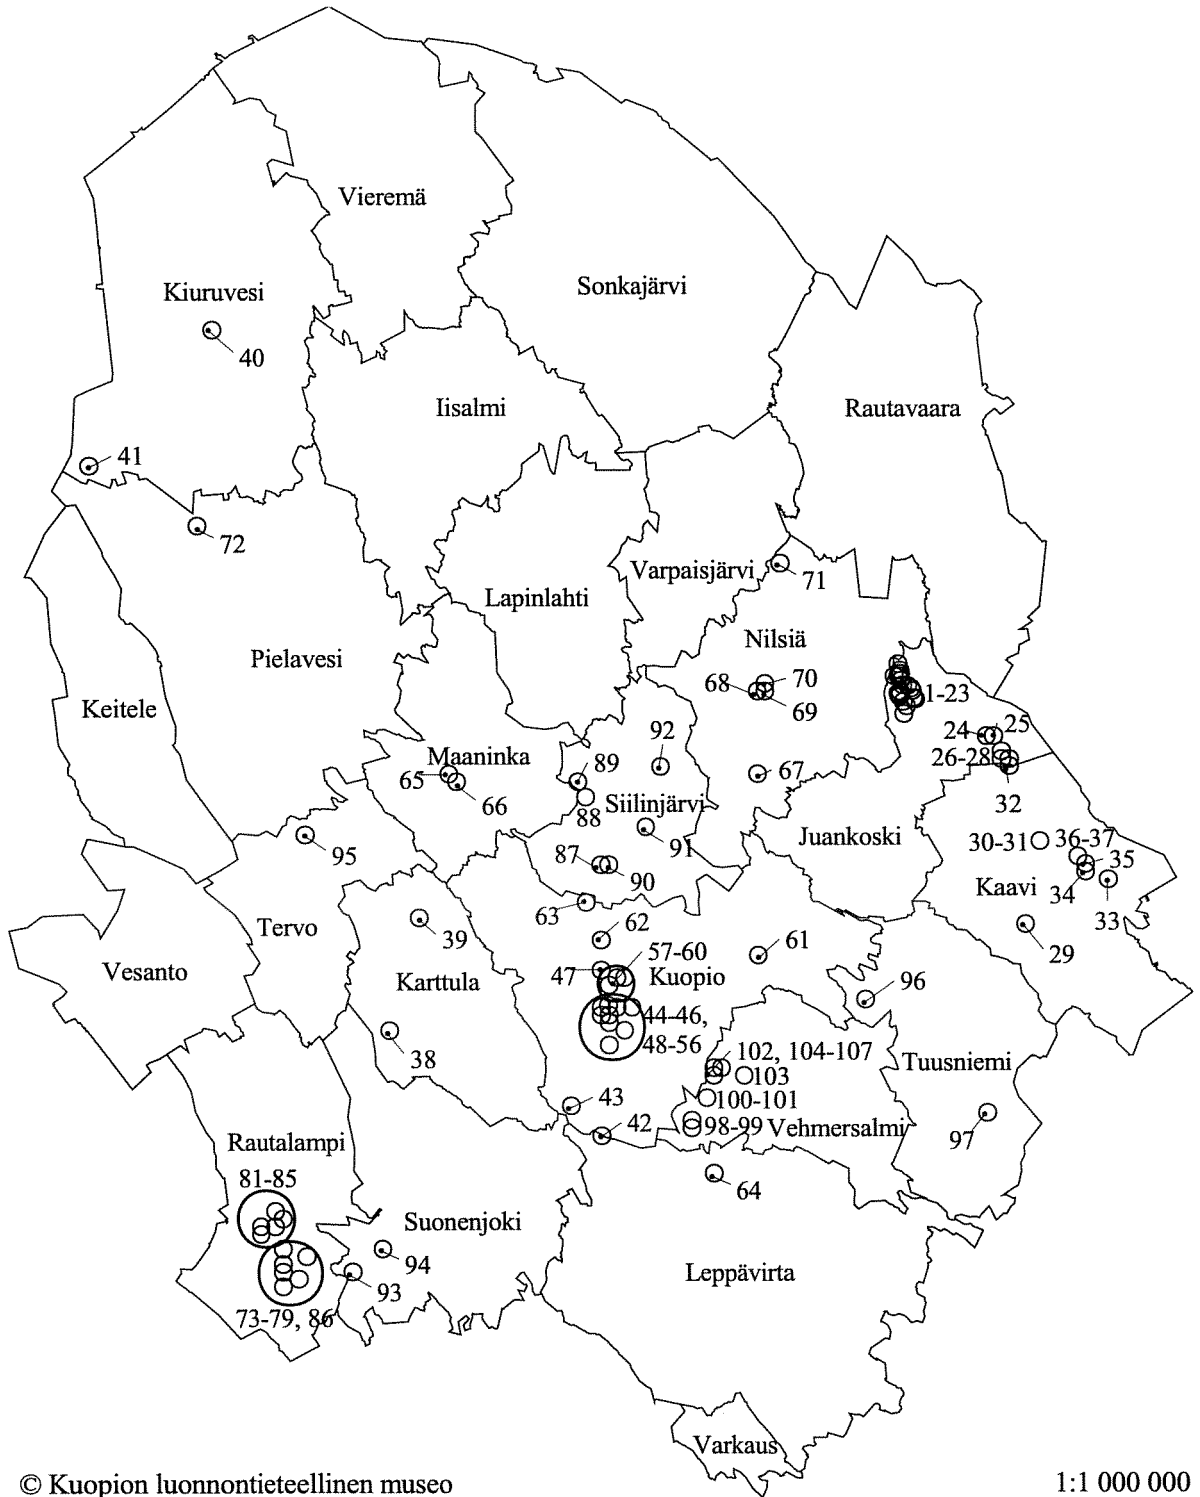 Vieremä
Kiuruvesi
Sonkajärvi
40
Iisalmi
Rautavaara
41
72
Varpaisjärvi
71
Lapinlahti
Nilsiä
Pielavesi
68
70
69
1-23
Keitele
24
25
92
Maaninka
26-28
65
89
67
66
88
Siilinjärvi
32
95
91
Juankoski
30-31
36-37
87
35
90
Kaavi
34
63
33
39
62
Tervo
61
29
57-60
Vesanto
47
Kuopio
96
Karttula
44-46,
48-56
102, 104-107
38
103
Tuusniemi
43
100-101
42
98-99
Vehmersalmi
97
Rautalampi
81-85
64
Suonenjoki
94
Leppävirta
93
73-79, 86
Varkaus
© Kuopion luonnontieteellinen museo
1:1 000 000